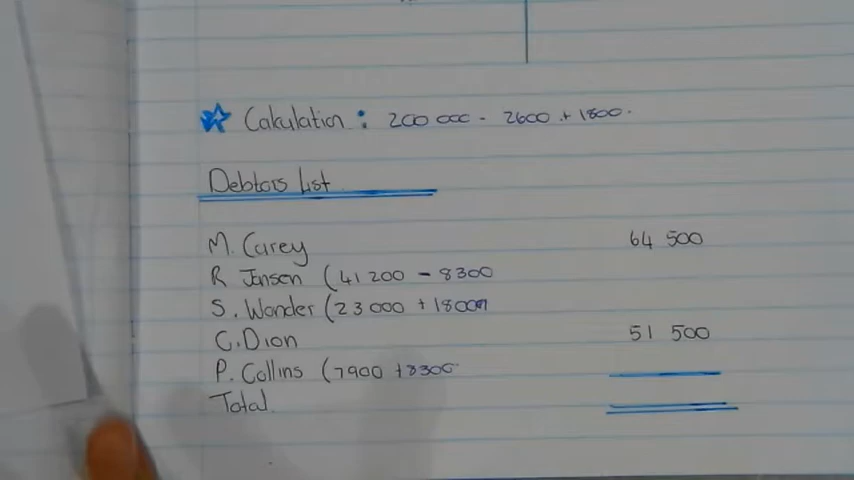 Calculation : 200 000 - 2600 + 1800.
Debtors List
M. Carey 64 500
R Jensen (41 200 - 8300
S. Wonder (23 000 + 1800
C. Dion 51 500
P. Collins (7900 + 8300
Total